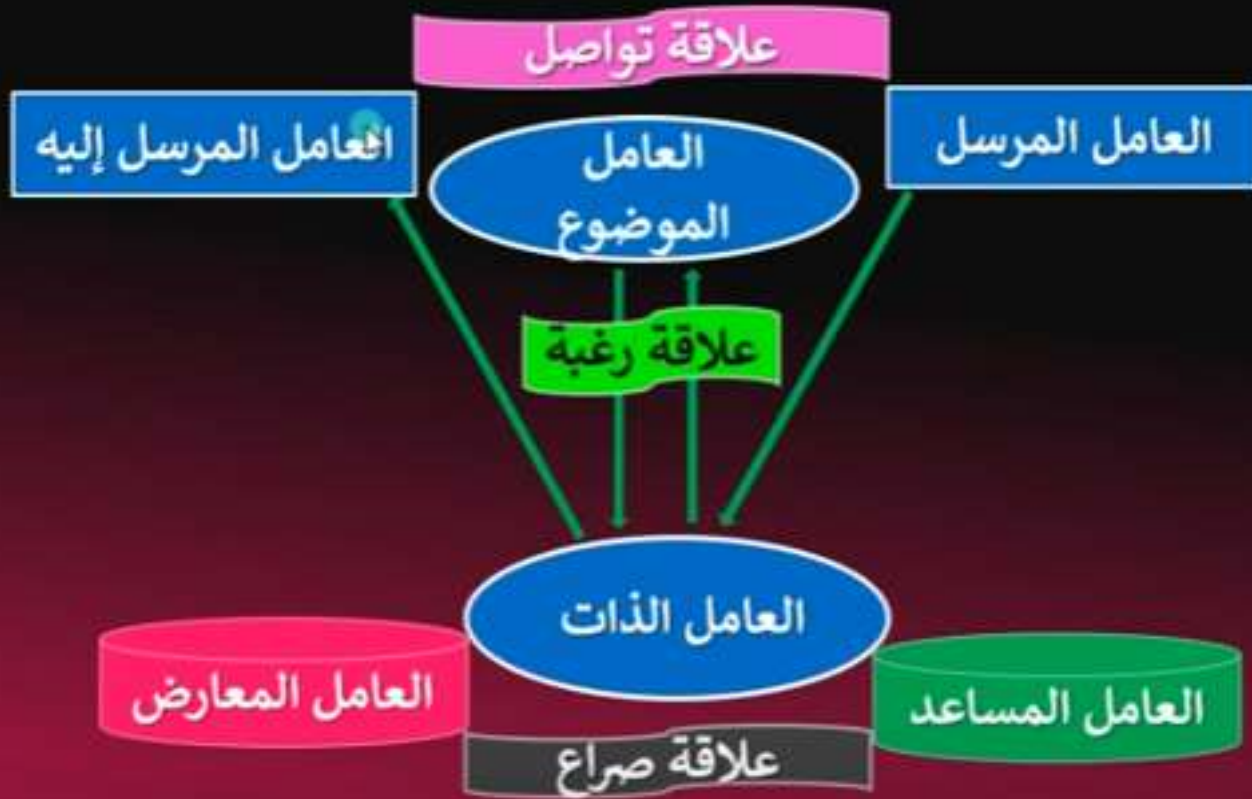 علاقة تواصل
العامل المرسل
العامل
الموضوع
العامل المرسل إليه
علاقة رغبة
العامل الذات
العامل المساعد
العامل المعارض
علاقة صراع